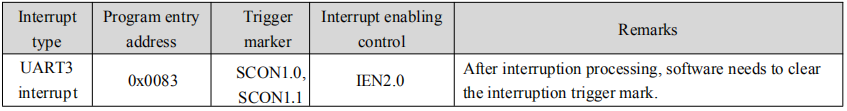 Interrupt type Program entry address Trigger marker Interrupt enabling control Remarks
UART3 interrupt 0x0083 SCON1.0, SCON1.1 IEN2.0 After interruption processing, software needs to clear the interruption trigger mark.